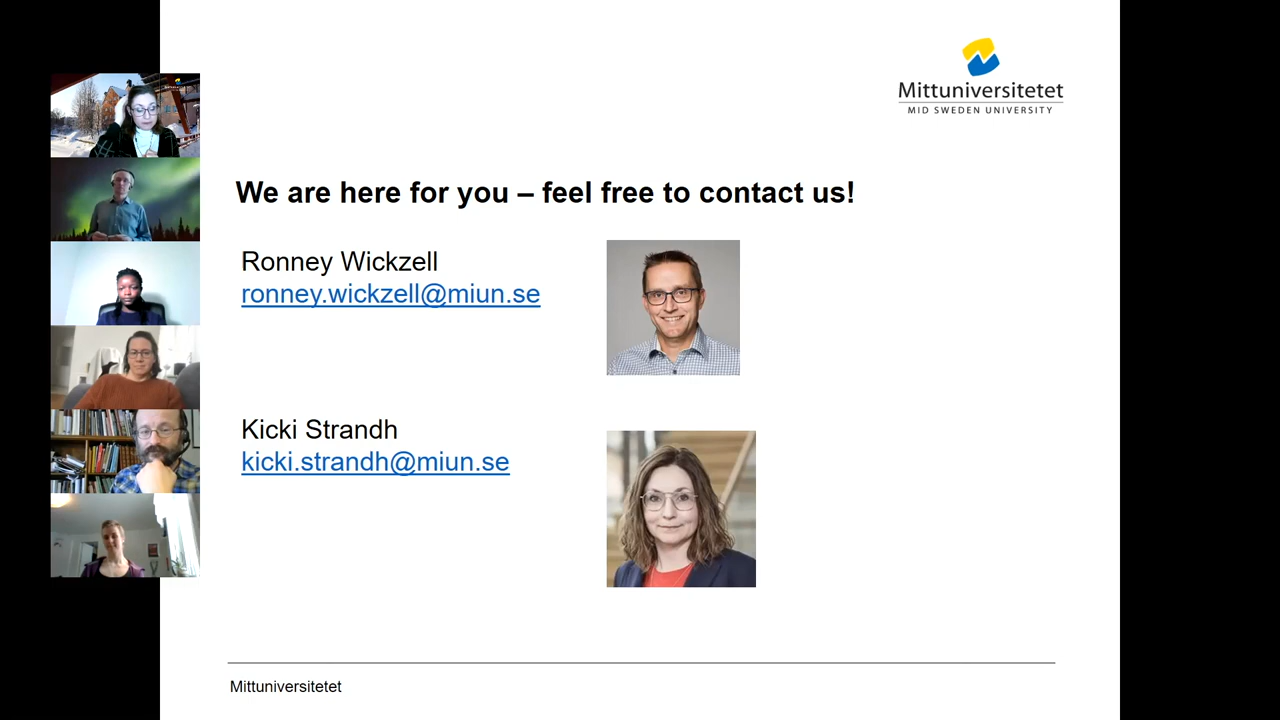 Mittuniversitetet
MID SWEDEN UNIVERSITY
We are here for you – feel free to contact us!
Ronney Wickzell
ronney.wickzell@miun.se
Kicki Strandh
kicki.strandh@miun.se
Mittuniversitetet